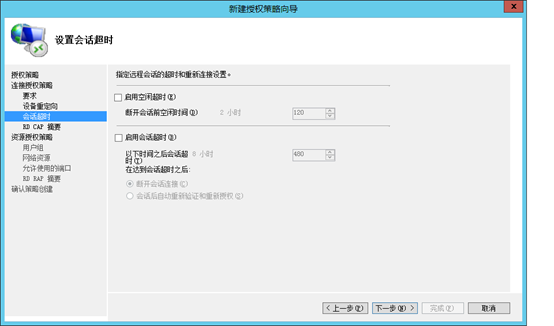 新建授权策略向导
设置会话超时
授权策略
连接授权策略
要求
设备重定向
会话超时
RD CAP 摘要
资源授权策略
用户组
网络资源
允许使用的端口
RD RAP 摘要
确认策略创建
指定远程会话的超时和重新连接设置。
启用空闲超时(E)
断开会话前空闲时间(D) 2 小时 120
启用会话超时(N)
以下时间之后会话超时(T) 8 小时 480
在达到会话超时之后:
断开会话连接(C)
会话后自动重新验证和重新授权(S)
< 上一步(P) 下一步(N) > 完成(F) 取消